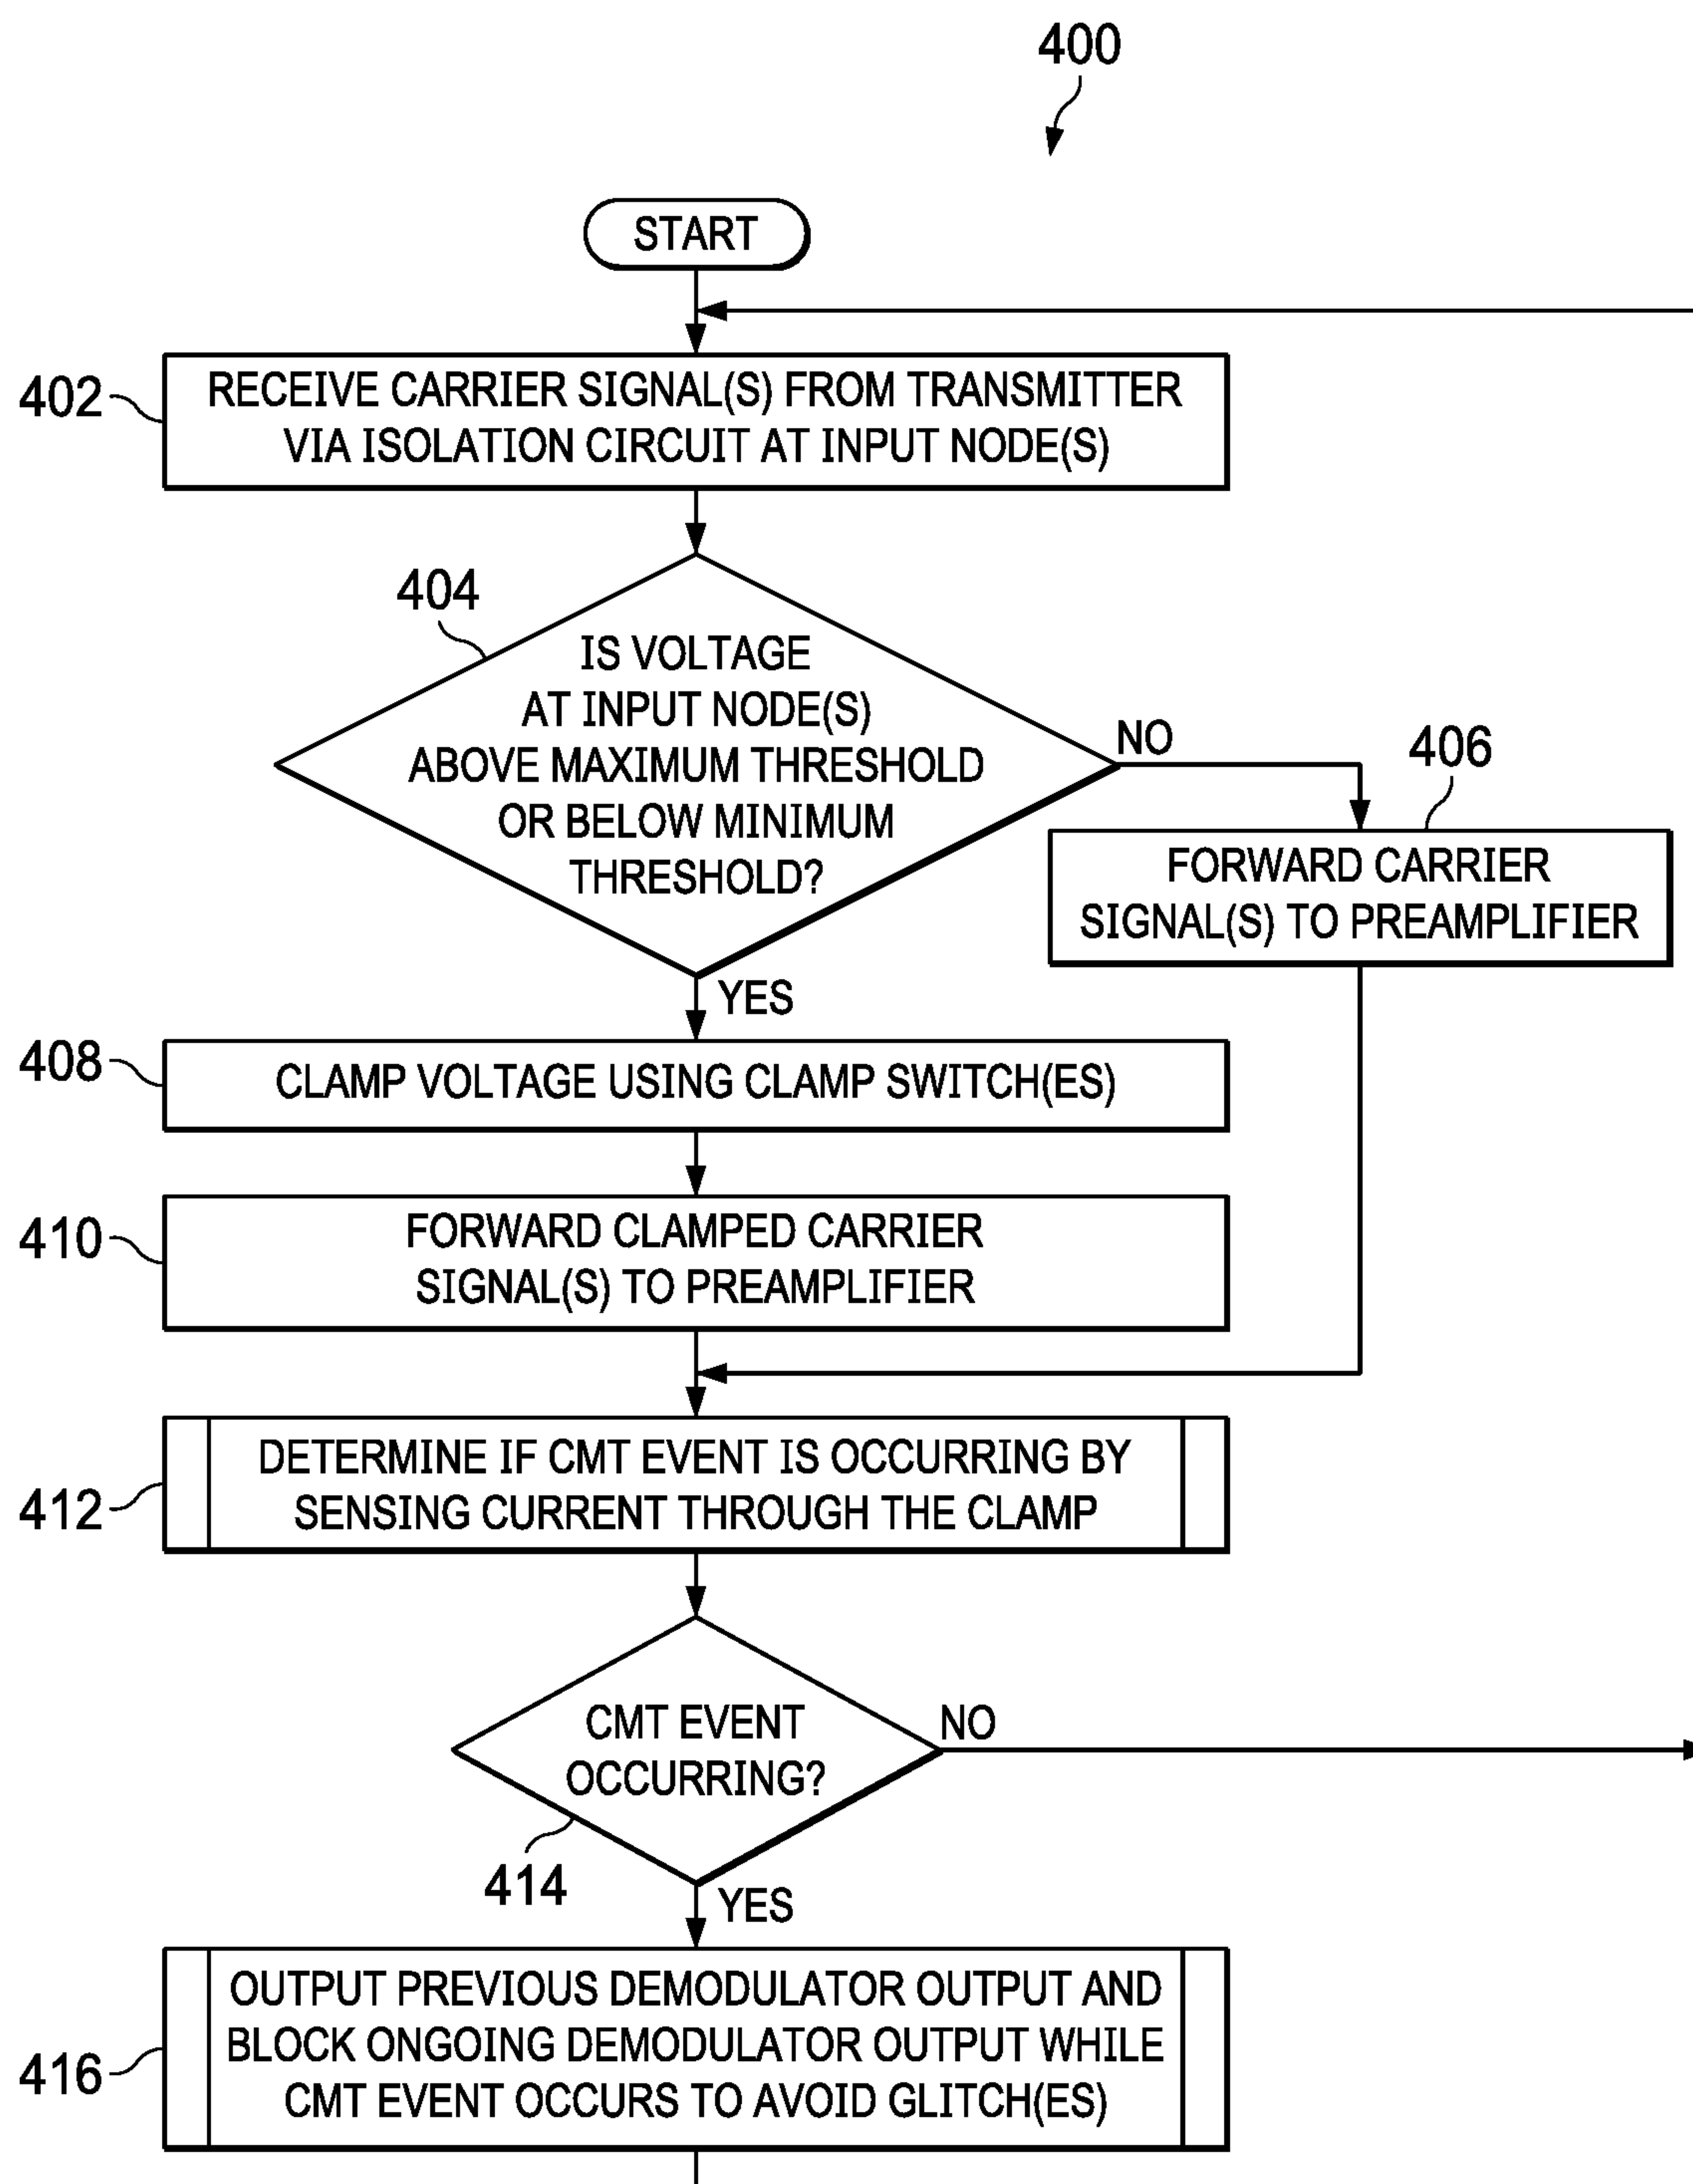 400
START
402
RECEIVE CARRIER SIGNAL(S) FROM TRANSMITTER
VIA ISOLATION CIRCUIT AT INPUT NODE(S)
404
IS VOLTAGE
AT INPUT NODE(S)
ABOVE MAXIMUM THRESHOLD
OR BELOW MINIMUM
THRESHOLD?
NO
406
FORWARD CARRIER
SIGNAL(S) TO PREAMPLIFIER
YES
408
CLAMP VOLTAGE USING CLAMP SWITCH(ES)
410
FORWARD CLAMPED CARRIER
SIGNAL(S) TO PREAMPLIFIER
412
DETERMINE IF CMT EVENT IS OCCURRING BY
SENSING CURRENT THROUGH THE CLAMP
CMT EVENT
OCCURRING?
NO
414
YES
416
OUTPUT PREVIOUS DEMODULATOR OUTPUT AND
BLOCK ONGOING DEMODULATOR OUTPUT WHILE
CMT EVENT OCCURS TO AVOID GLITCH(ES)